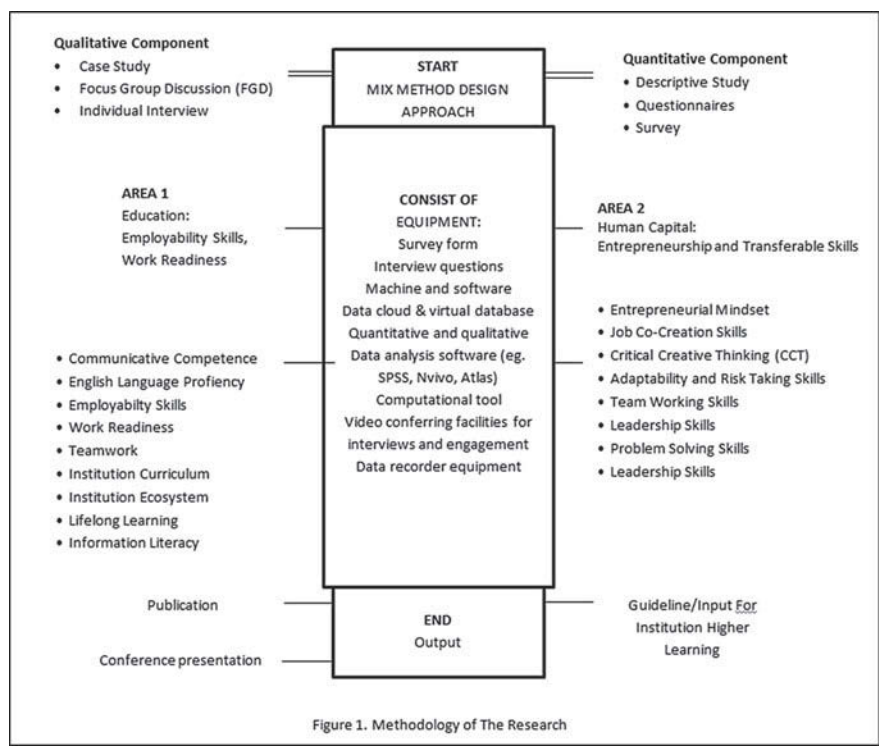 Qualitative Component
• Case Study
• Focus Group Discussion (FGD)
• Individual Interview
START
MIX METHOD DESIGN
APPROACH
Quantitative Component
• Descriptive Study
• Questionnaires
• Survey
AREA 1
Education:
Employability Skills,
Work Readiness
CONSIST OF
EQUIPMENT:
Survey form
Interview questions
Machine and software
Data cloud & virtual database
Quantitative and qualitative
Data analysis software (eg.
SPSS, Nvivo, Atlas)
Computational tool
Video conferring facilities for
interviews and engagement
Data recorder equipment
AREA 2
Human Capital:
Entrepreneurship and Transferable Skills
• Communicative Competence
• English Language Profiency
• Employabilty Skills
• Work Readiness
• Teamwork
• Institution Curriculum
• Institution Ecosystem
• Lifelong Learning
• Information Literacy
• Entrepreneurial Mindset
• Job Co-Creation Skills
• Critical Creative Thinking (CCT)
• Adaptability and Risk Taking Skills
• Team Working Skills
• Leadership Skills
• Problem Solving Skills
• Leadership Skills
Publication
Conference presentation
END
Output
Guideline/Input For
Institution Higher
Learning
Figure 1. Methodology of The Research